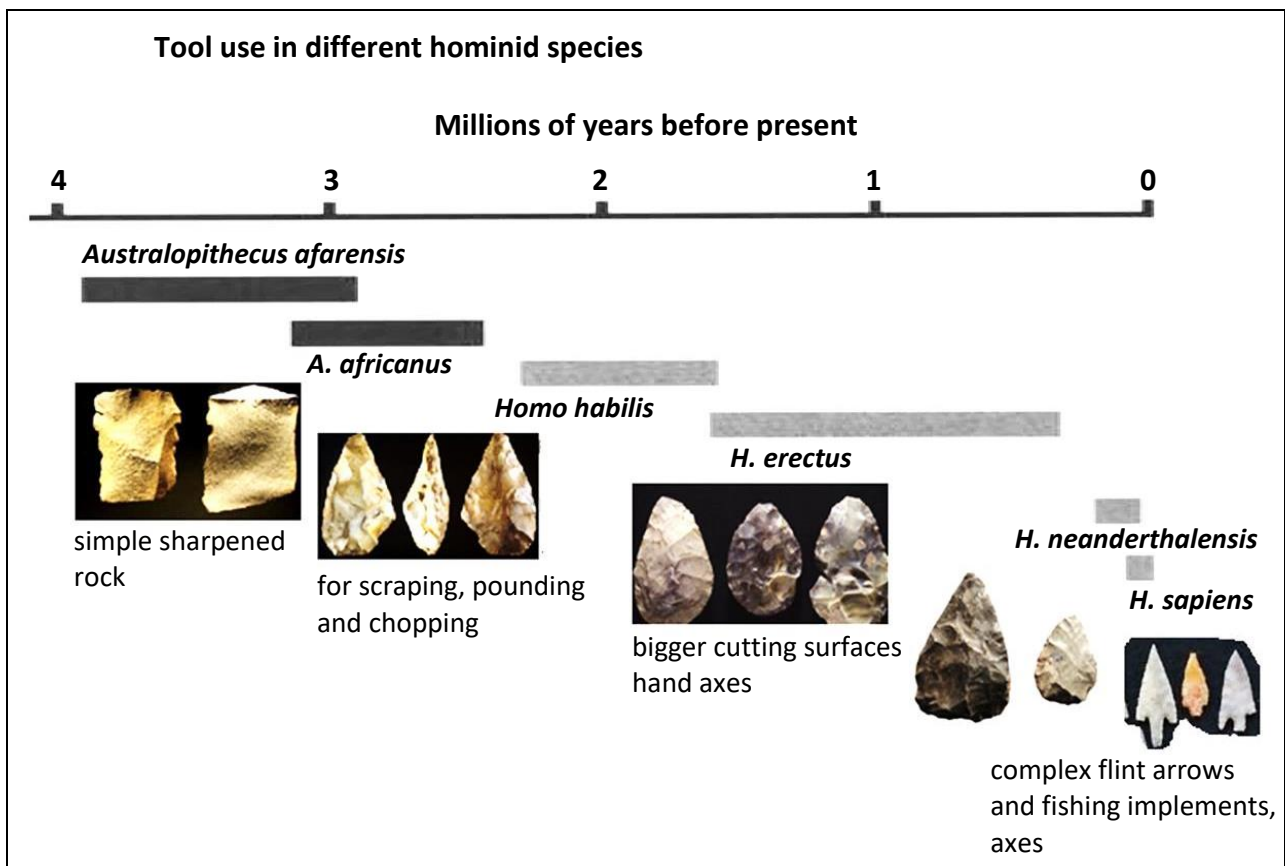 Tool use in different hominid species
Millions of years before present
4 3 2 1 0
Australopithecus afarensis
A. africanus
Homo habilis
H. erectus
H. neanderthalensis
H. sapiens
simple sharpened
rock
for scraping, pounding
and chopping
bigger cutting surfaces
hand axes
complex flint arrows
and fishing implements,
axes